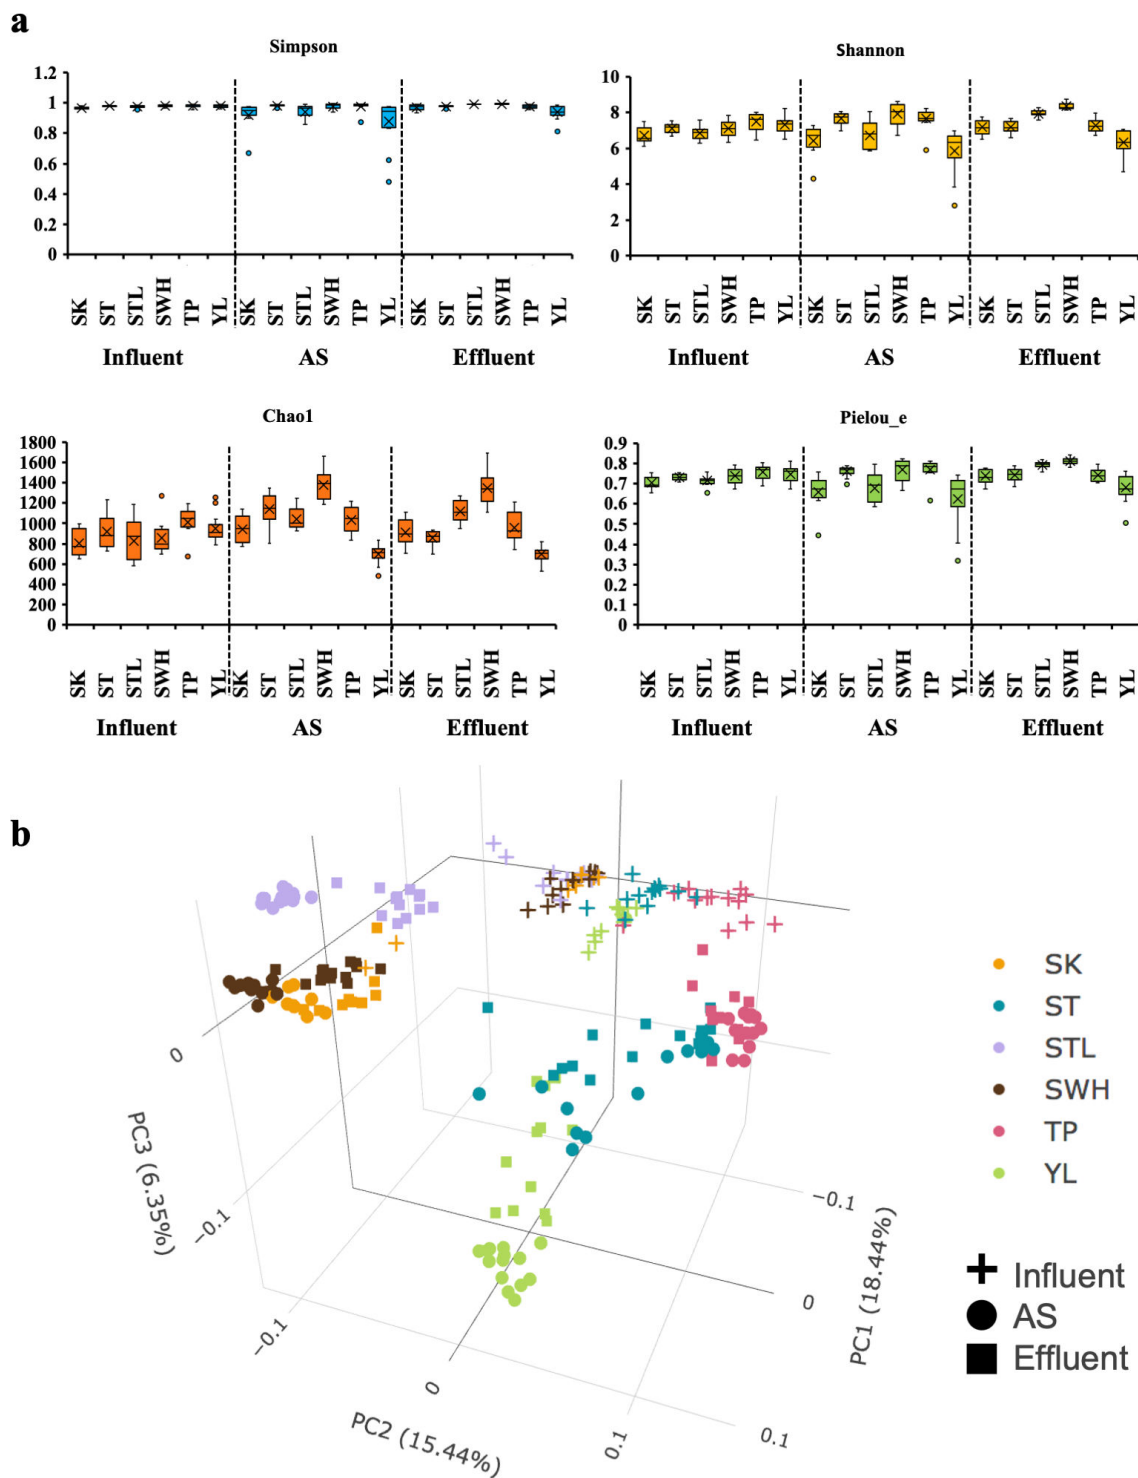 a
Simpson
1.2
1
0.8
0.6
0.4
0.2
0
SK ST STL SWH TP YL SK ST STL SWH TP YL SK ST STL SWH TP YL
Influent AS Effluent
Shannon
10
8
6
4
2
0
SK ST STL SWH TP YL SK ST STL SWH TP YL SK ST STL SWH TP YL
Influent AS Effluent
Chao1
1800
1600
1400
1200
1000
800
600
400
200
0
SK ST STL SWH TP YL SK ST STL SWH TP YL SK ST STL SWH TP YL
Influent AS Effluent
Pielou_e
0.9
0.8
0.7
0.6
0.5
0.4
0.3
0.2
0.1
0
SK ST STL SWH TP YL SK ST STL SWH TP YL SK ST STL SWH TP YL
Influent AS Effluent
b
0
−0.1
PC3 (6.35%)
−0.1
0
0.1
PC2 (15.44%)
−0.1
0
0.1
PC1 (18.44%)
SK
ST
STL
SWH
TP
YL
Influent
AS
Effluent